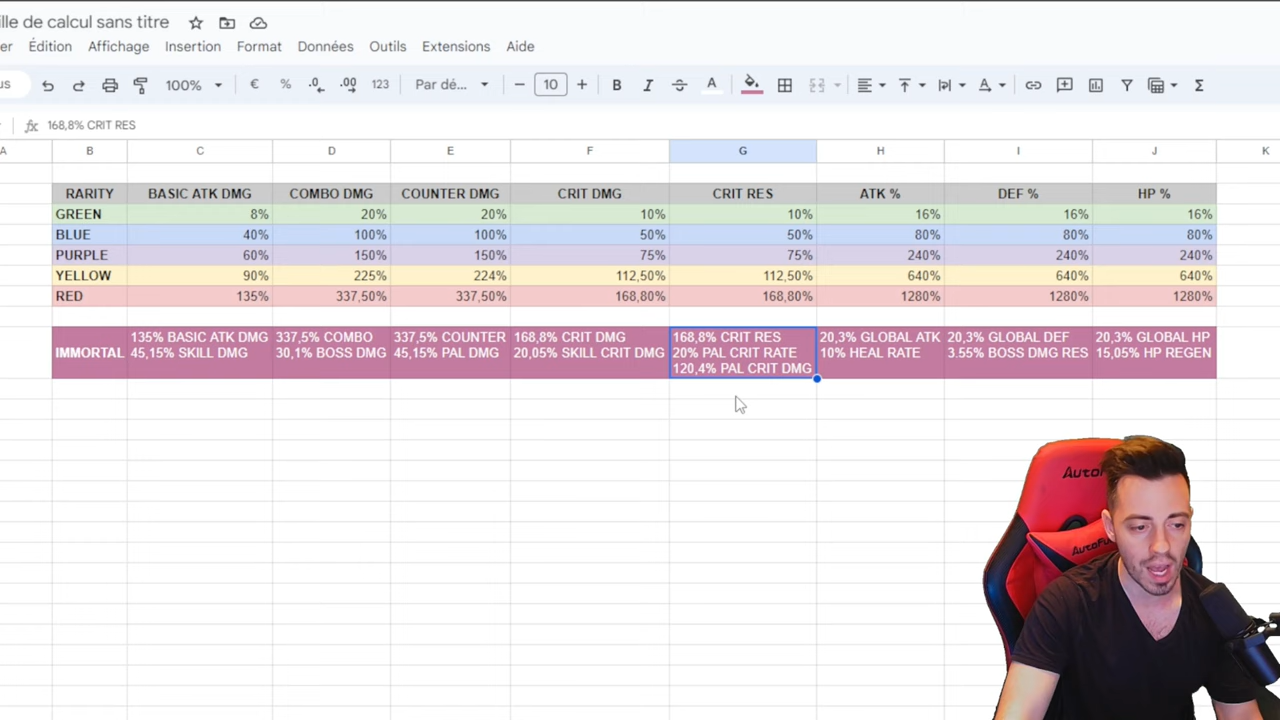 lle de calcul sans titre
er Édition Affichage Insertion Format Données Outils Extensions Aide
us 100% € % .0 .00 123 Par dé... − 10 + B I A Σ
fx 168,8% CRIT RES
A B C D E F G H I J K
RARITY BASIC ATK DMG COMBO DMG COUNTER DMG CRIT DMG CRIT RES ATK % DEF % HP %
GREEN 8% 20% 20% 10% 10% 16% 16% 16%
BLUE 40% 100% 100% 50% 50% 80% 80% 80%
PURPLE 60% 150% 150% 75% 75% 240% 240% 240%
YELLOW 90% 225% 224% 112,50% 112,50% 640% 640% 640%
RED 135% 337,50% 337,50% 168,80% 168,80% 1280% 1280% 1280%
135% BASIC ATK DMG 337,5% COMBO 337,5% COUNTER 168,8% CRIT DMG 168,8% CRIT RES 20,3% GLOBAL ATK 20,3% GLOBAL DEF 20,3% GLOBAL HP
IMMORTAL 45,15% SKILL DMG 30,1% BOSS DMG 45,15% PAL DMG 20,05% SKILL CRIT DMG 20% PAL CRIT RATE 10% HEAL RATE 3.55% BOSS DMG RES 15,05% HP REGEN
120,4% PAL CRIT DMG